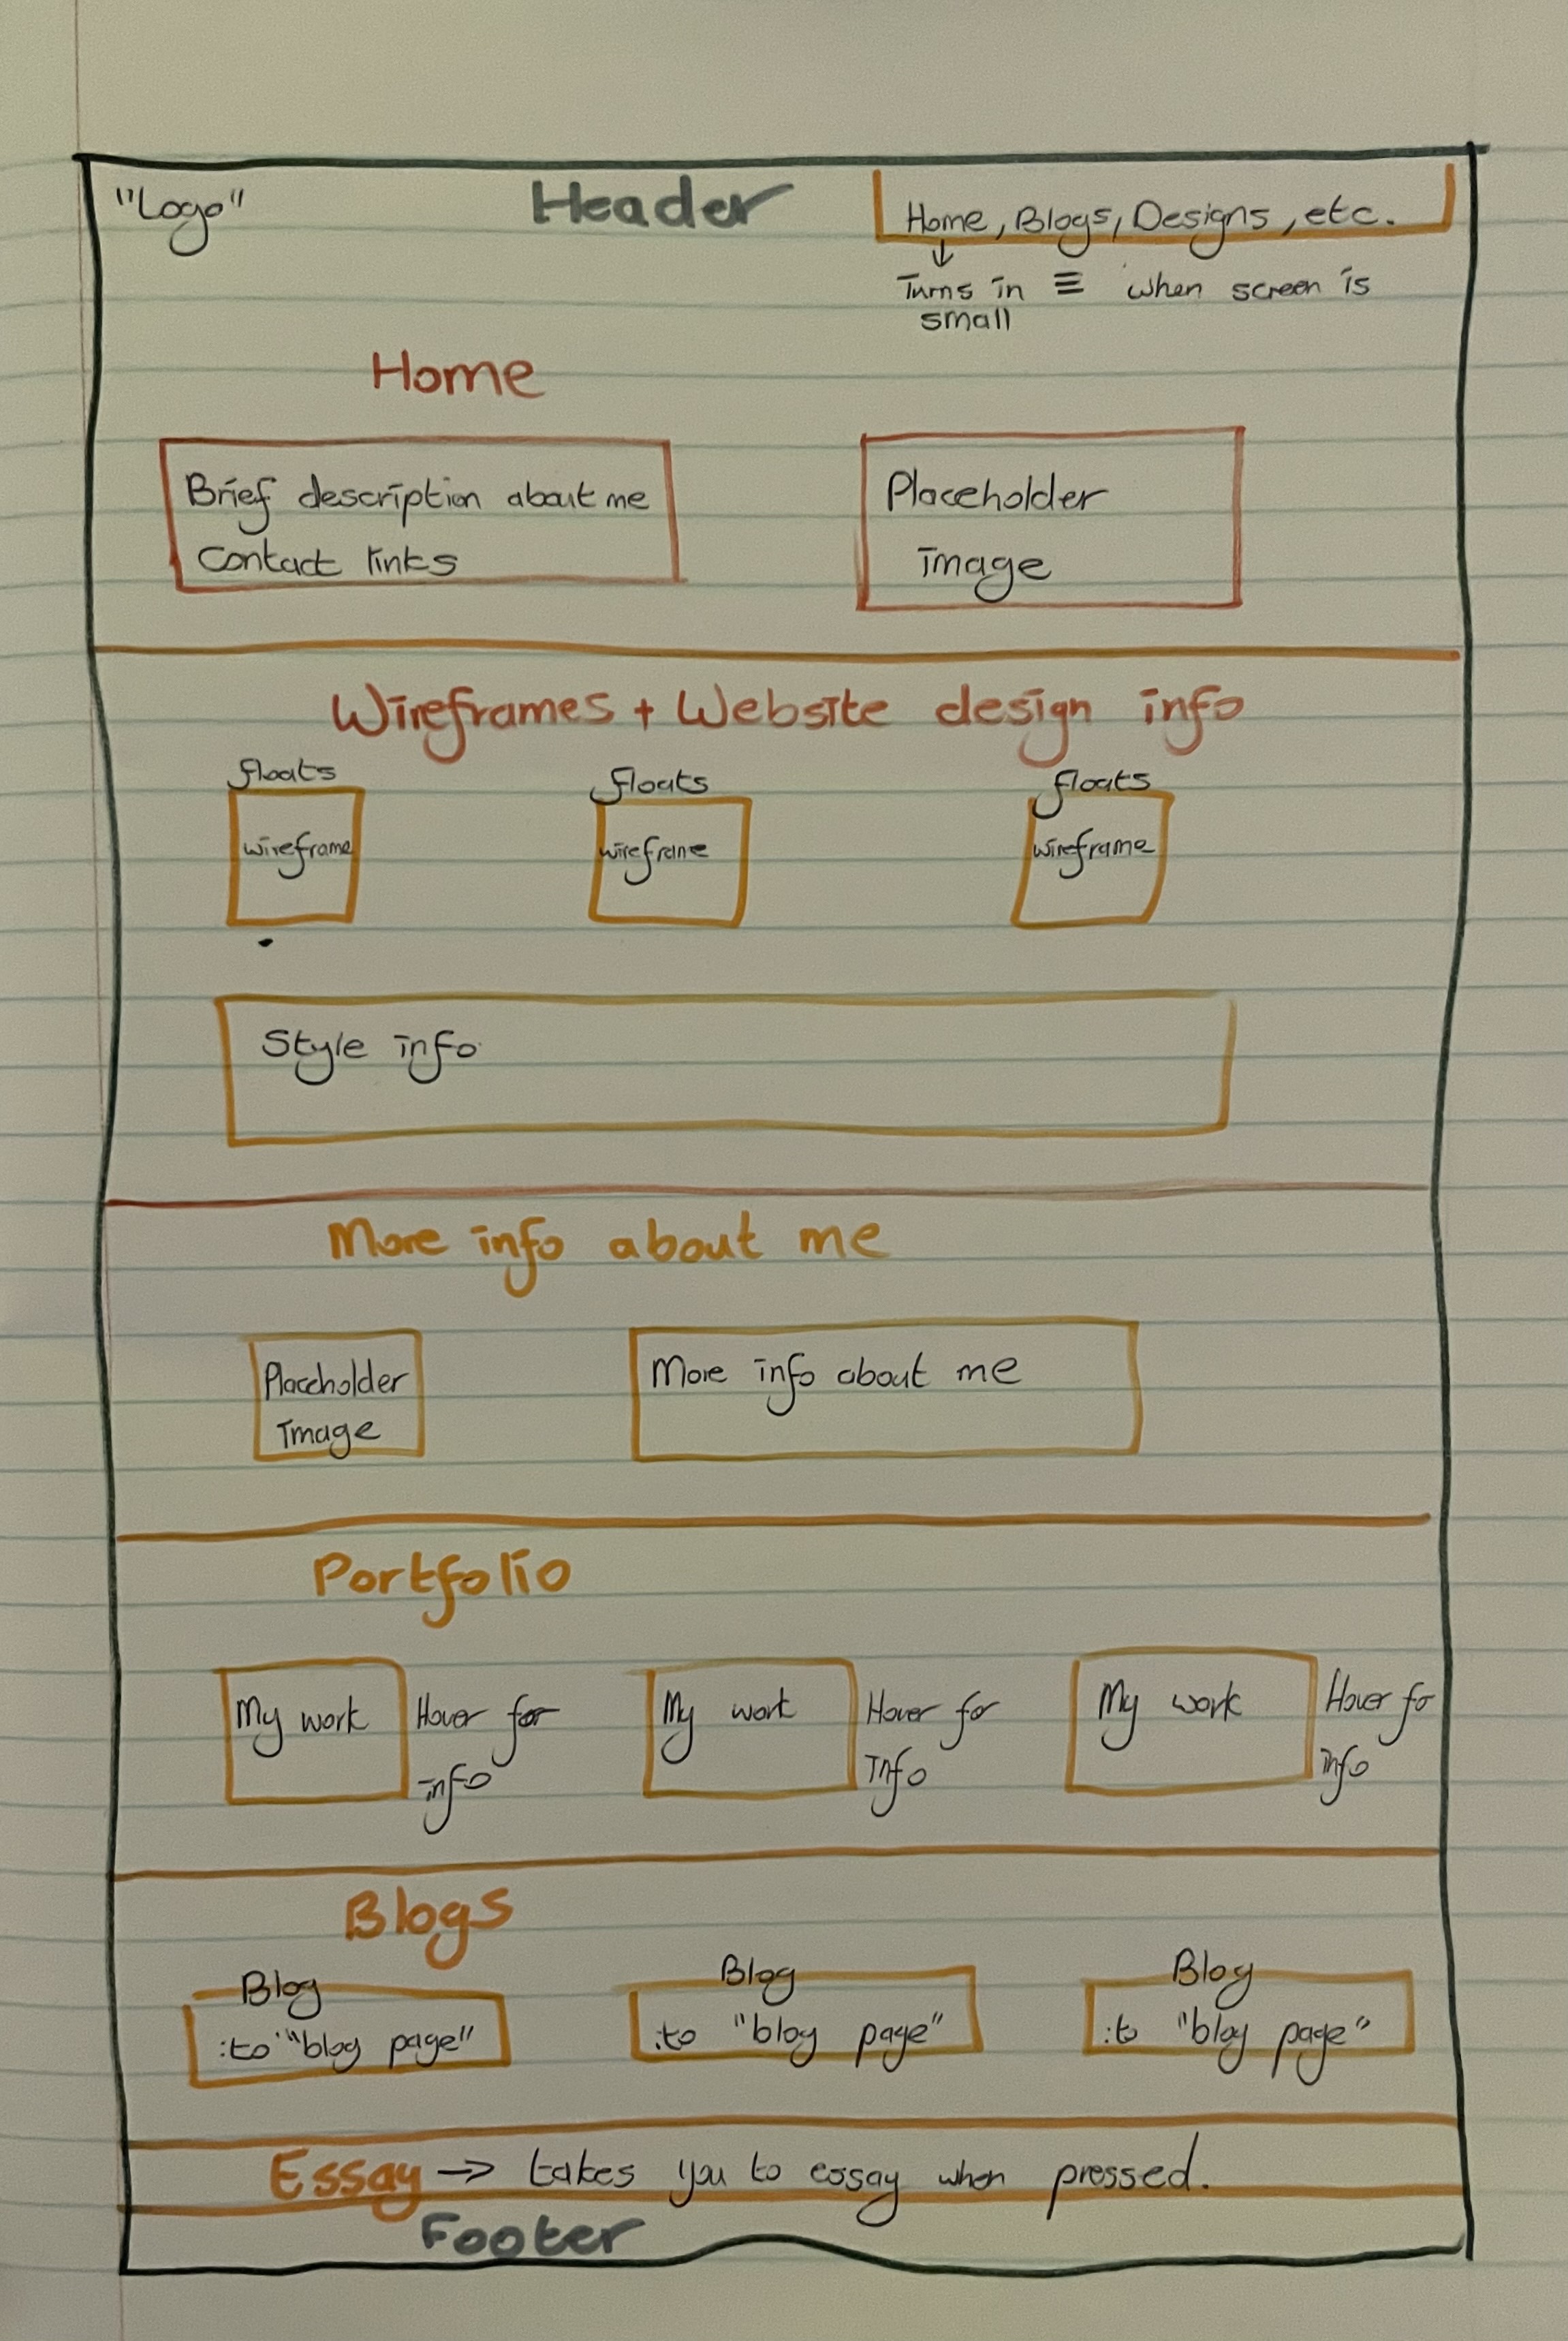 "Logo"
Header
Home, Blogs, Designs, etc.
↓
Turns in ≡ when screen is
small
Home
Brief description about me
Contact links
Placeholder
image
Wireframes + Website design info
floats
wireframe
floats
wireframe
floats
wireframe
Style info
More info about me
Placeholder
Image
More info about me
Portfolio
My work
Hover for
info
My work
Hover for
Info
My work
Hover for
info
Blogs
Blog
:to "blog page"
Blog
:to "blog page"
Blog
:to "blog page"
Essay -> takes you to essay when pressed.
Footer